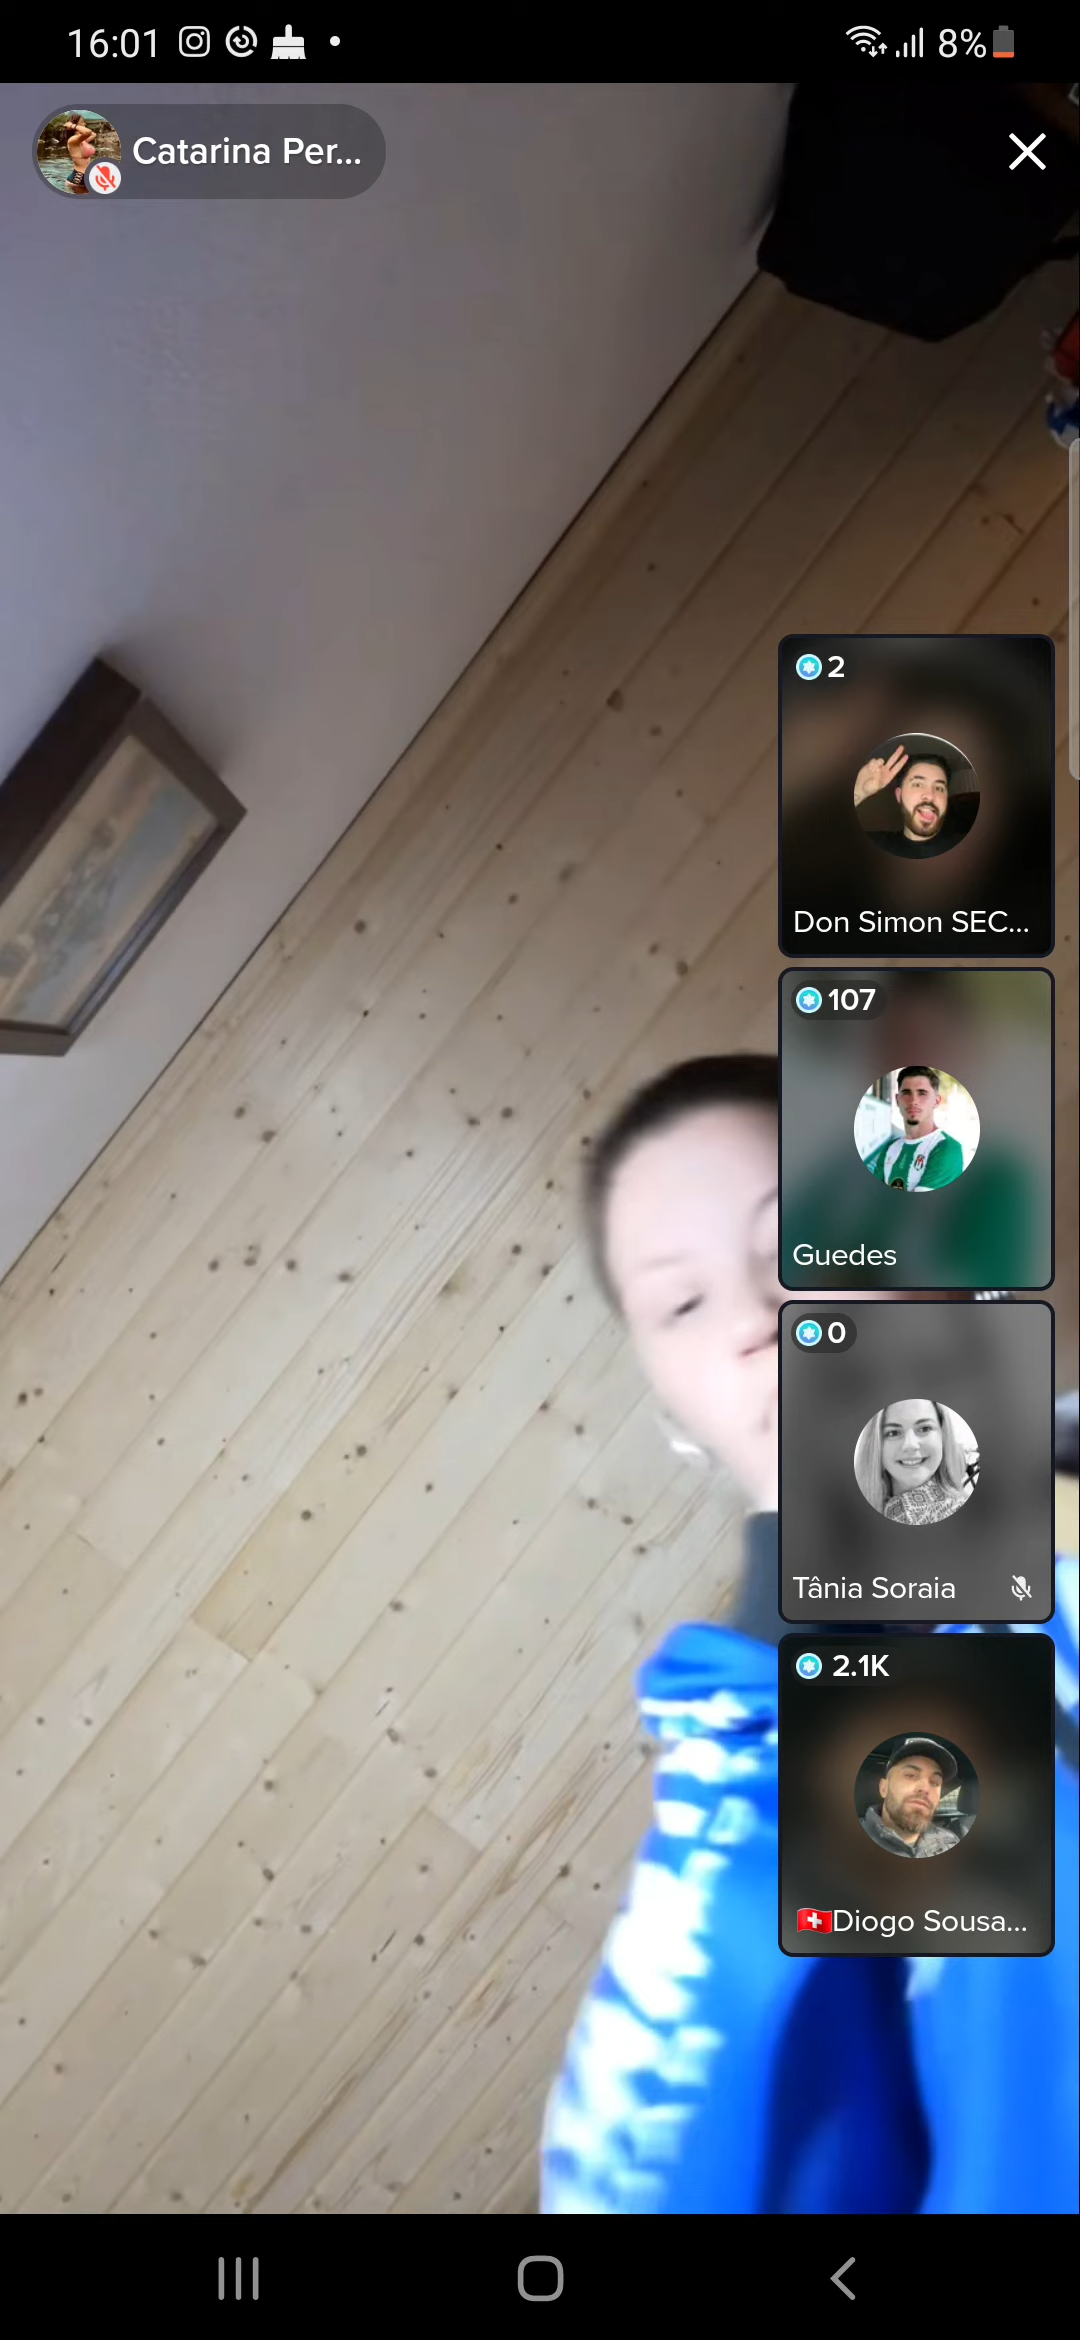 16:01
8%
Catarina Per...
2
Don Simon SEC...
107
Guedes
0
Tânia Soraia
2.1K
🇨🇭Diogo Sousa...